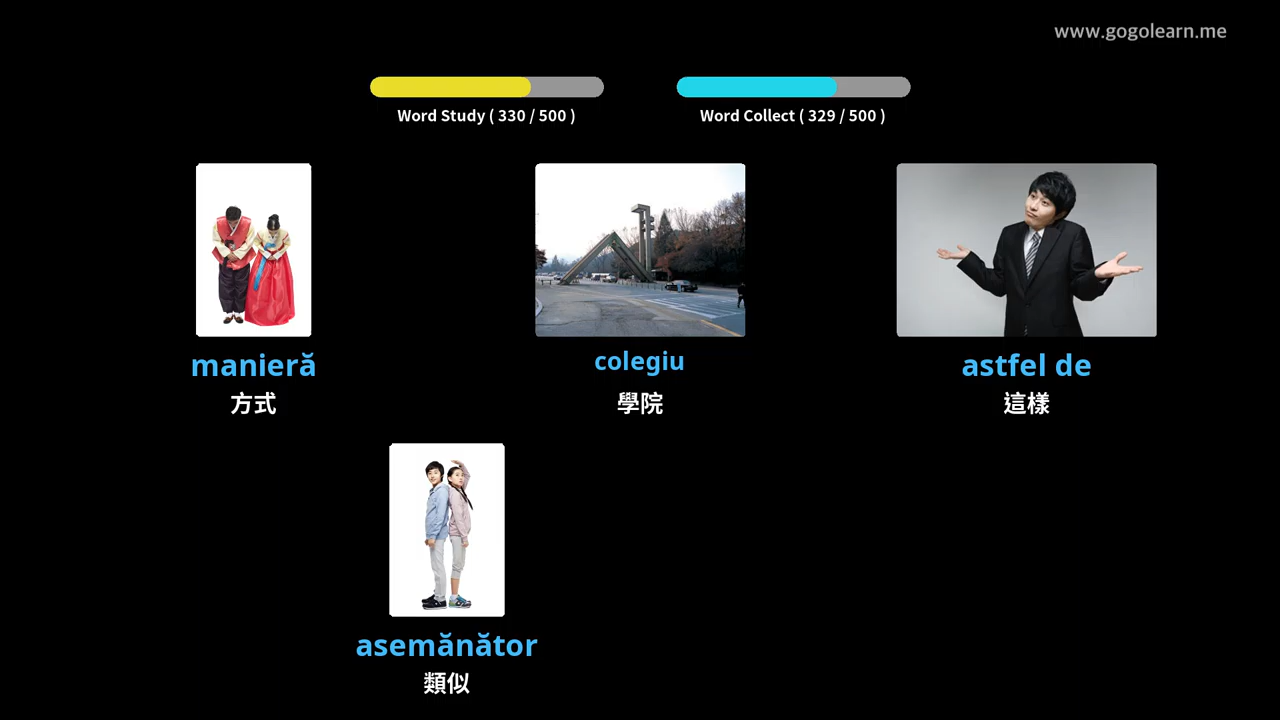 www.gogolearn.me
Word Study ( 330 / 500 )
Word Collect ( 329 / 500 )
manieră
方式
colegiu
學院
astfel de
這樣
asemănător
類似